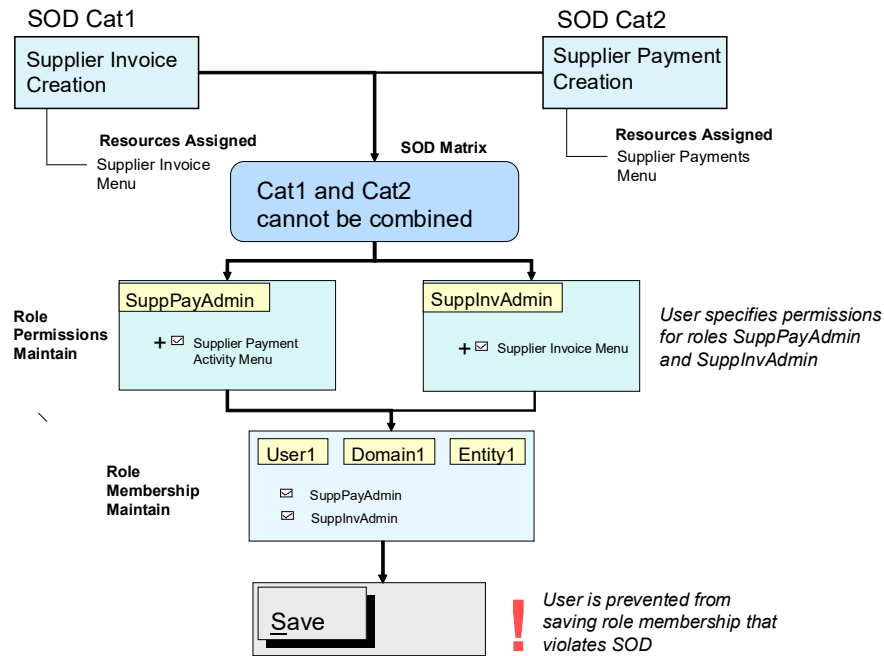 SOD Cat1
SOD Cat2
Supplier Invoice
Creation
Supplier Payment
Creation
Resources Assigned
Supplier Invoice
Menu
Resources Assigned
Supplier Payments
Menu
SOD Matrix
Cat1 and Cat2
cannot be combined
Role
Permissions
Maintain
SuppPayAdmin
+ Supplier Payment
Activity Menu
SuppInvAdmin
+ Supplier Invoice Menu
User specifies permissions
for roles SuppPayAdmin
and SuppInvAdmin
Role
Membership
Maintain
User1
Domain1
Entity1
SuppPayAdmin
SuppInvAdmin
Save
!
User is prevented from
saving role membership that
violates SOD